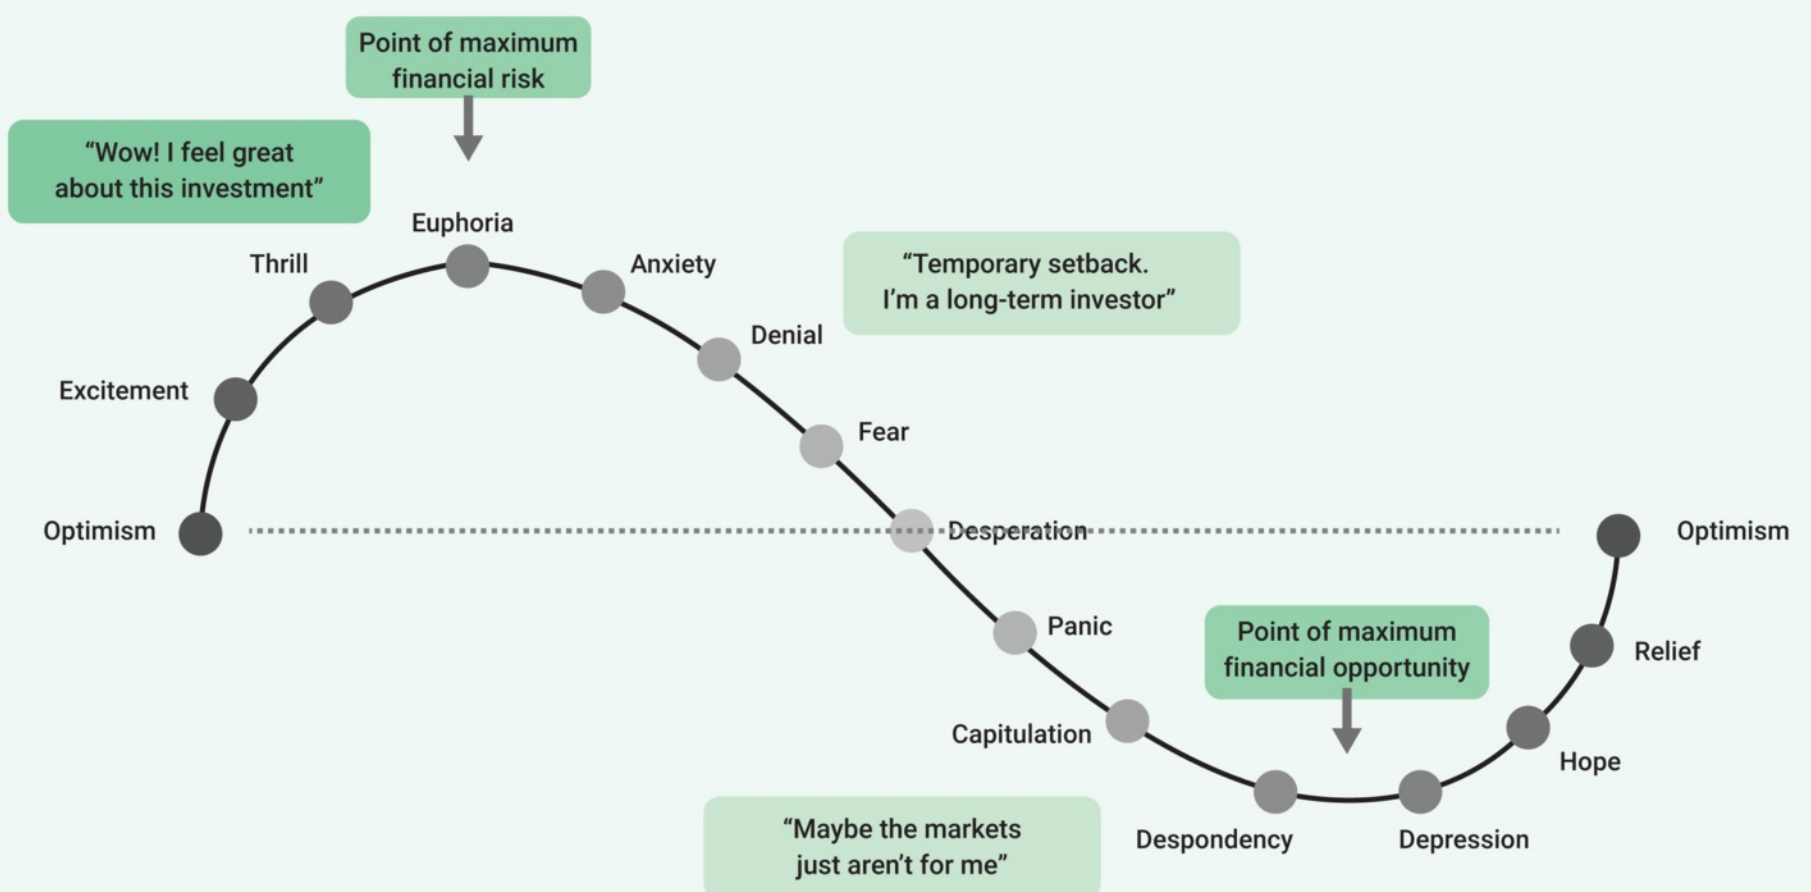 Point of maximum
financial risk
“Wow! I feel great
about this investment”
Euphoria
Thrill
Anxiety
“Temporary setback.
I’m a long-term investor”
Denial
Excitement
Fear
Optimism
Desperation
Optimism
Panic
Point of maximum
financial opportunity
Relief
Capitulation
Hope
“Maybe the markets
just aren’t for me”
Despondency
Depression